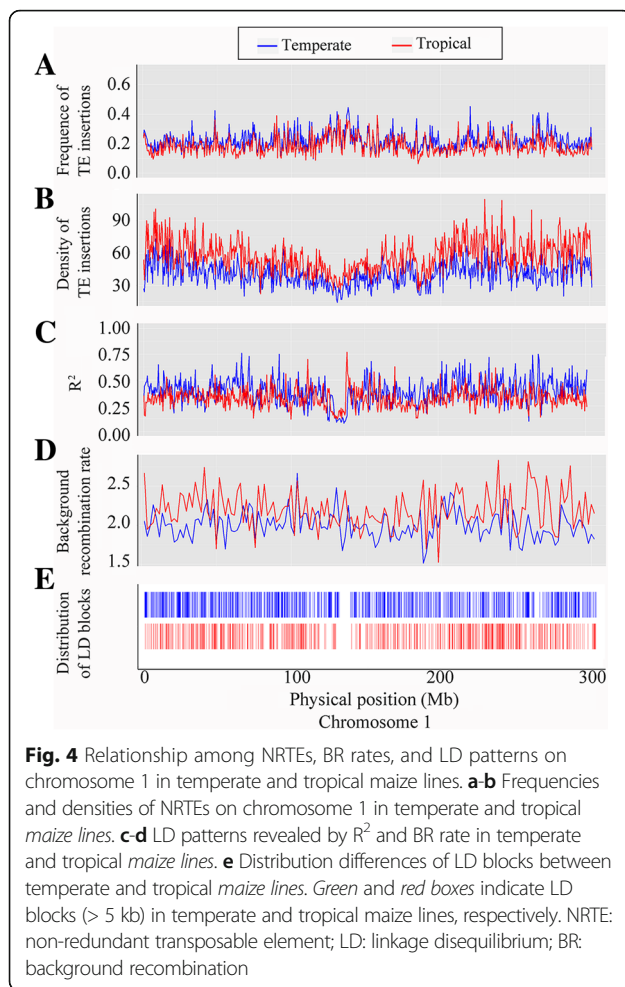 Temperate Tropical
A
Frequence of
TE insertions
0.6
0.4
0.2
0.0
B
Density of
TE insertions
90
60
30
C
R²
1.00
0.75
0.50
0.25
0.00
D
Background
recombination rate
2.5
2.0
1.5
E
Distribution
of LD blocks
0 100 200 300
Physical position (Mb)
Chromosome 1
Fig. 4 Relationship among NRTEs, BR rates, and LD patterns on
chromosome 1 in temperate and tropical maize lines. a-b Frequencies
and densities of NRTEs on chromosome 1 in temperate and tropical
maize lines. c-d LD patterns revealed by R² and BR rate in temperate
and tropical maize lines. e Distribution differences of LD blocks between
temperate and tropical maize lines. Green and red boxes indicate LD
blocks (> 5 kb) in temperate and tropical maize lines, respectively. NRTE:
non-redundant transposable element; LD: linkage disequilibrium; BR:
background recombination